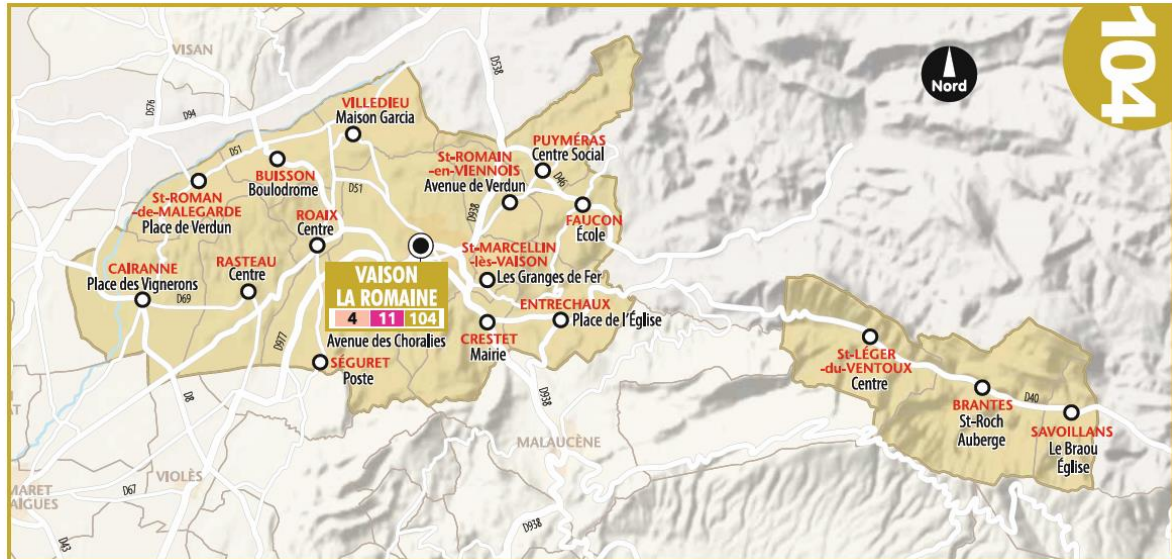 104
Nord
VISAN
D576
D94
D538
VILLEDIEU
Maison Garcia
D51
BUISSON
Boulodrome
D51
St-ROMAN
-de-MALEGARDE
Place de Verdun
ROAIX
Centre
St-ROMAIN
-en-VIENNOIS
Avenue de Verdun
PUYMÉRAS
Centre Social
D46
FAUCON
École
D938
St-MARCELLIN
-lès-VAISON
Les Granges de Fer
CAIRANNE
Place des Vignerons
RASTEAU
Centre
D69
VAISON
LA ROMAINE
4 11 104
Avenue des Choralies
ENTRECHAUX
Place de l'Église
CRESTET
Mairie
D977
SÉGURET
Poste
D8
D938
MALAUCÈNE
St-LÉGER
-du-VENTOUX
Centre
BRANTES
St-Roch
Auberge
D40
SAVOILLANS
Le Braou
Église
VIOLÈS
MARET
AIGUES
D67
D43
D938